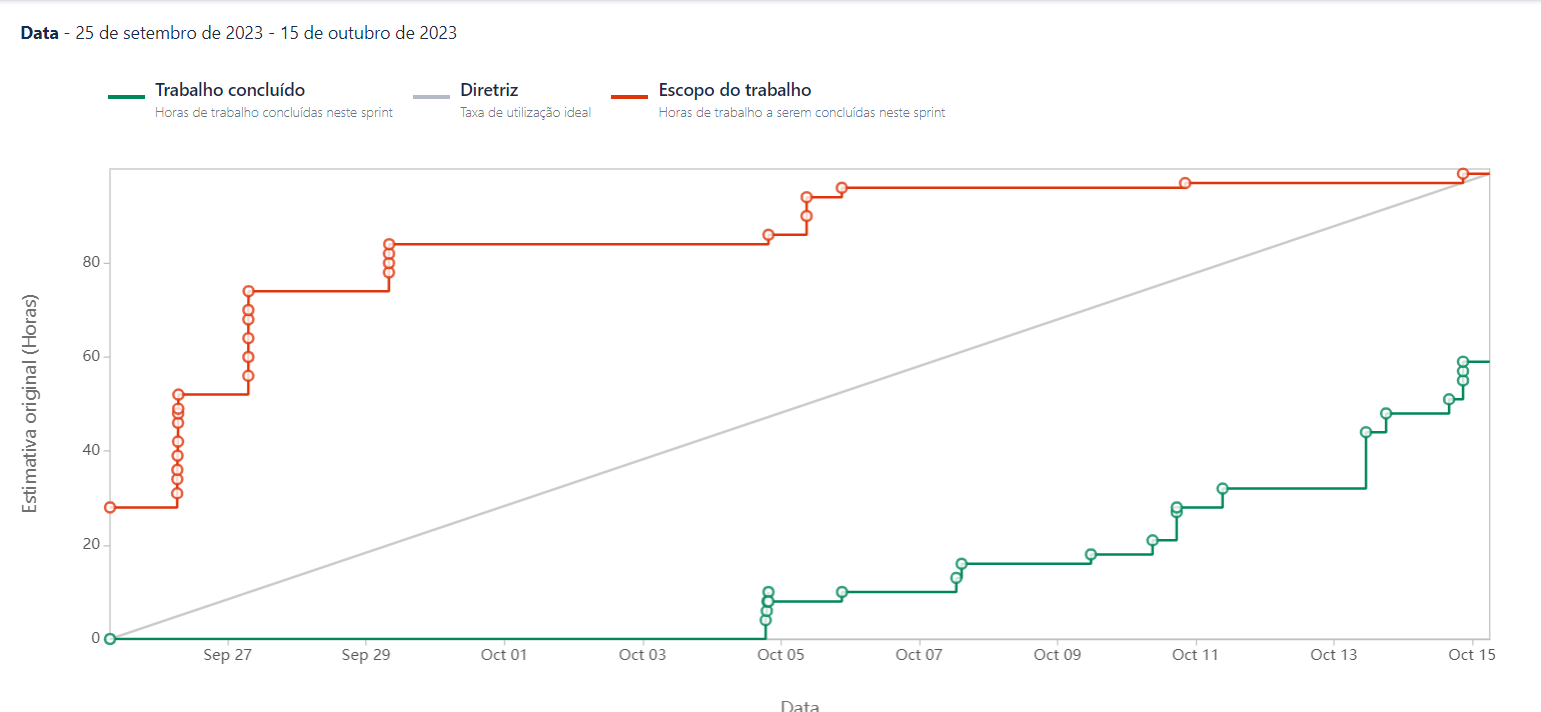 Data - 25 de setembro de 2023 - 15 de outubro de 2023
Trabalho concluído
Horas de trabalho concluídas neste sprint
Diretriz
Taxa de utilização ideal
Escopo do trabalho
Horas de trabalho a serem concluídas neste sprint
Estimativa original (Horas)
80
60
40
20
0
Sep 27 Sep 29 Oct 01 Oct 03 Oct 05 Oct 07 Oct 09 Oct 11 Oct 13 Oct 15
Data